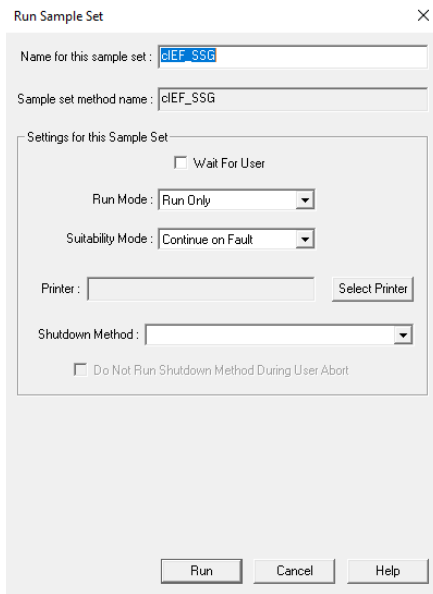 Run Sample Set
Name for this sample set : cIEF_SSG
Sample set method name : cIEF_SSG
Settings for this Sample Set
Wait For User
Run Mode : Run Only
Suitability Mode : Continue on Fault
Printer : Select Printer
Shutdown Method :
Do Not Run Shutdown Method During User Abort
Run Cancel Help